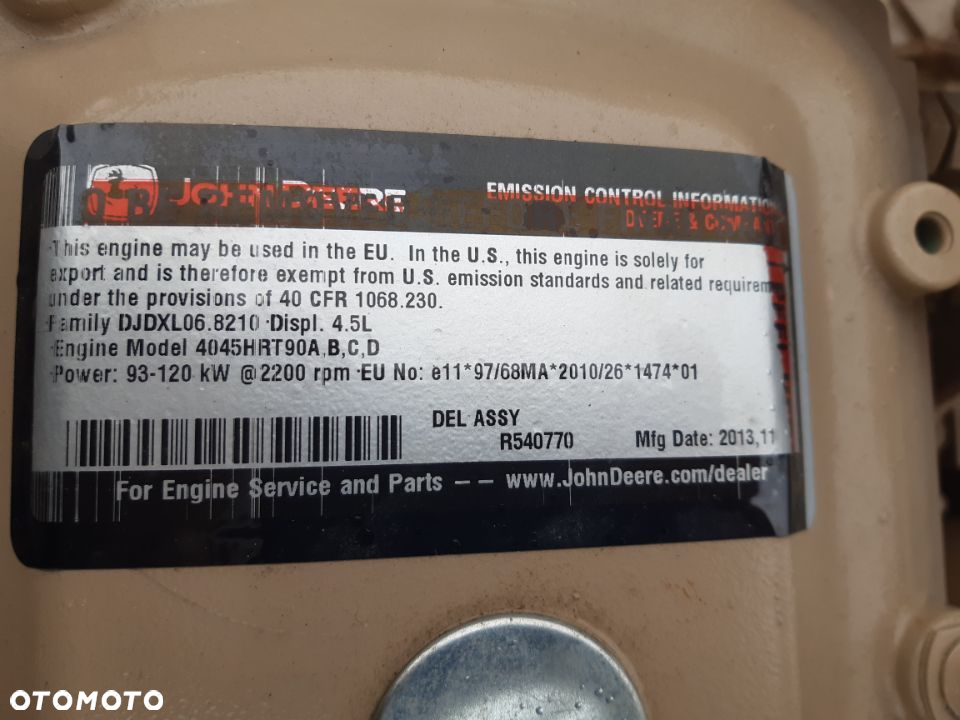 JOHN DEERE
EMISSION CONTROL INFORMATION
This engine may be used in the EU. In the U.S., this engine is solely for
export and is therefore exempt from U.S. emission standards and related requirem
under the provisions of 40 CFR 1068.230.
Family DJDXL06.8210 Displ. 4.5L
Engine Model 4045HRT90A,B,C,D
Power: 93-120 kW @2200 rpm EU No: e11*97/68MA*2010/26*1474*01
DEL ASSY
R540770 Mfg Date: 2013,11
For Engine Service and Parts – – www.JohnDeere.com/dealer
OTOMOTO